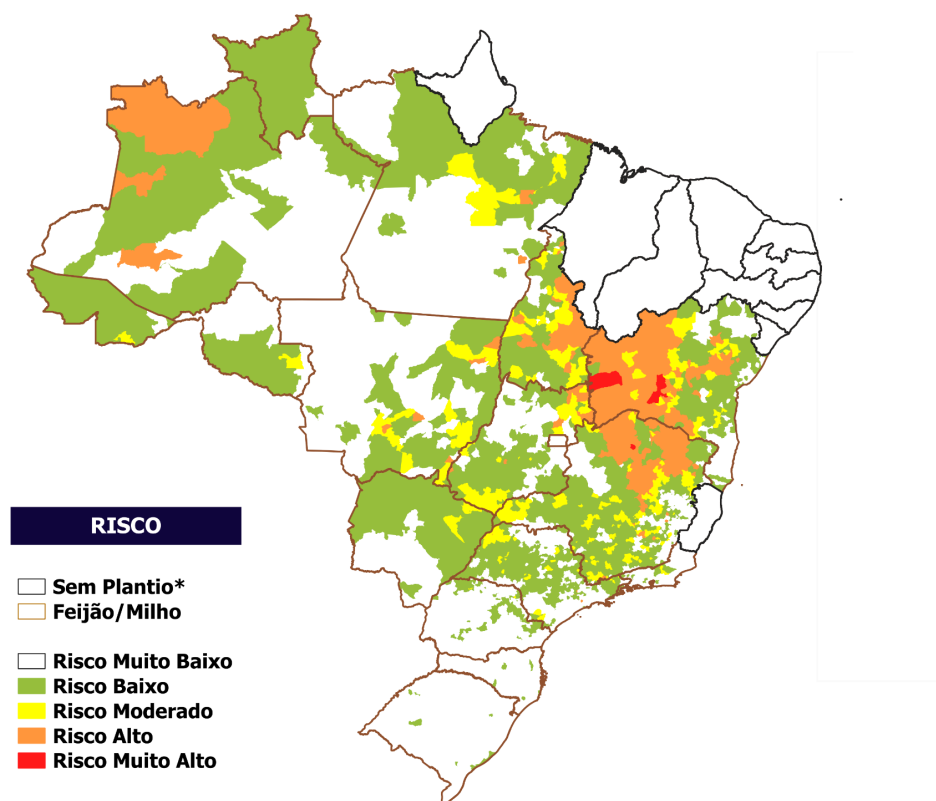 RISCO
Sem Plantio*
Feijão/Milho
Risco Muito Baixo
Risco Baixo
Risco Moderado
Risco Alto
Risco Muito Alto